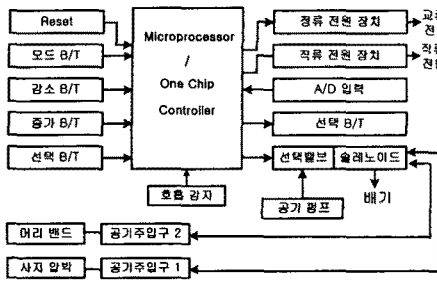 Reset
모드 B/T
감소 B/T
증가 B/T
선택 B/T
Microprocessor
/
One Chip
Controller
정류 전원 장치
직류 전원 장치
A/D 입력
선택 B/T
선택밸브 솔레노이드
호흡 감지
공기 펌프
배기
머리 밴드 공기주입구 2
사지 압박 공기주입구 1